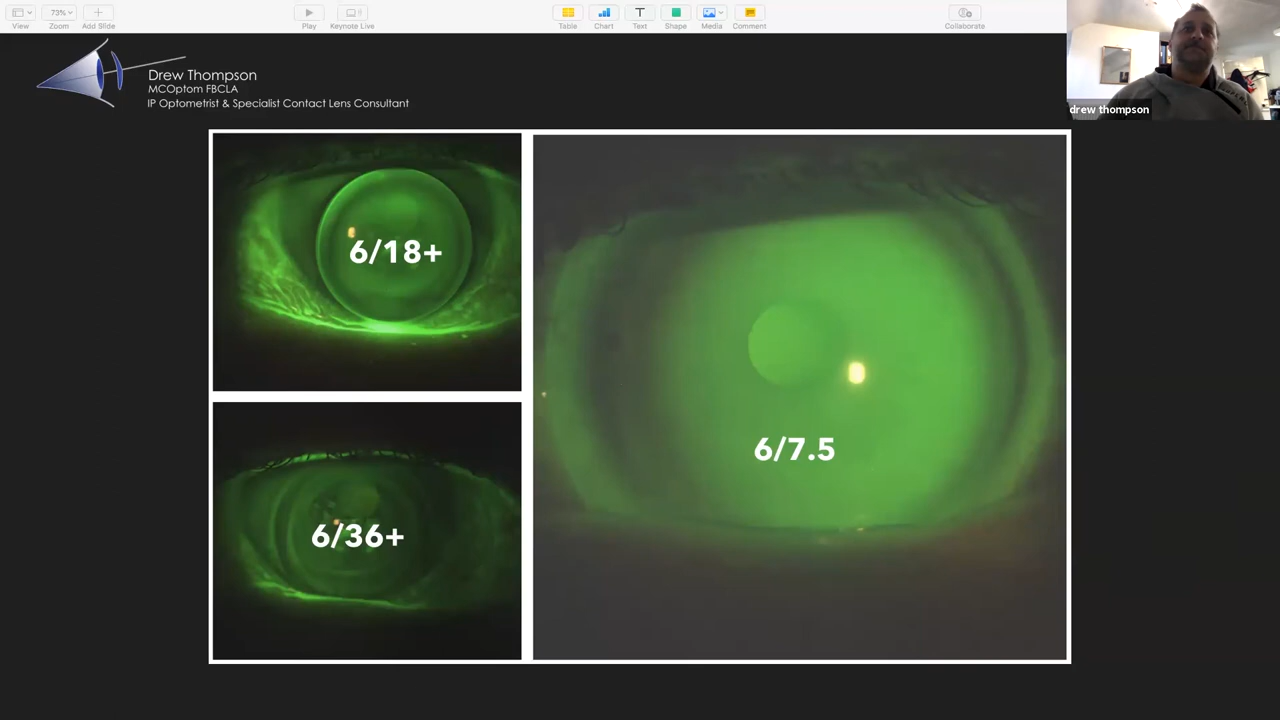 73%
View
Zoom
Add Slide
Play
Keynote Live
Table
Chart
Text
Shape
Media
Comment
Collaborate
Drew Thompson
MCOptom FBCLA
IP Optometrist & Specialist Contact Lens Consultant
drew thompson
6/18+
6/7.5
6/36+